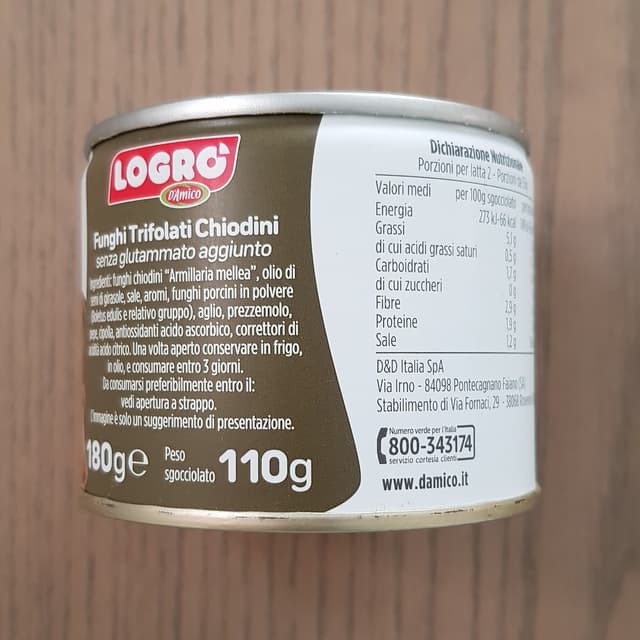 LOGRÒ
D'Amico
Funghi Trifolati Chiodini
senza glutammato aggiunto
Ingredienti: funghi chiodini "Armillaria mellea", olio di
semi di girasole, sale, aromi, funghi porcini in polvere
(Boletus edulis e relativo gruppo), aglio, prezzemolo,
pepe, cipolla, antiossidanti acido ascorbico, correttori di
acidità acido citrico. Una volta aperto conservare in frigo,
in olio, e consumare entro 3 giorni.
Da consumarsi preferibilmente entro il:
vedi apertura a strappo.
L'immagine è solo un suggerimento di presentazione.
180g e
Peso
sgocciolato 110g
Dichiarazione Nutrizionale
Porzioni per latta 2 - Porzioni
Valori medi per 100g sgocciolato
Energia 273 kJ-66 kcal
Grassi 5,1 g
di cui acidi grassi saturi 0,5 g
Carboidrati 1,7 g
di cui zuccheri 0 g
Fibre 2,9 g
Proteine 1,9 g
Sale 1,2 g
D&D Italia SpA
Via Irno - 84098 Pontecagnano Faiano (SA)
Stabilimento di Via Fornaci, 29 - 38068
Numero verde per l'Italia
800-343174
servizio cortesia clienti
www.damico.it